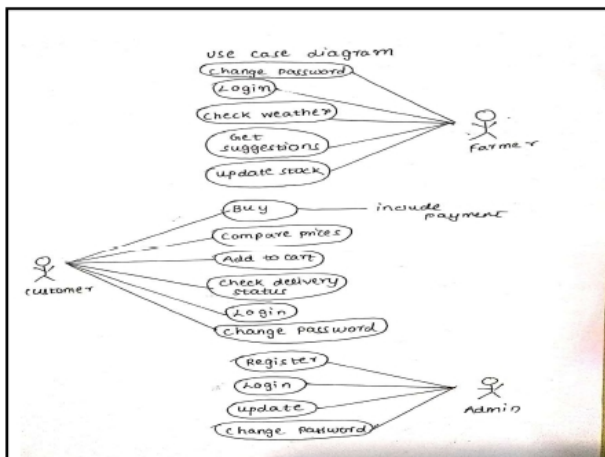 use case diagram
Change password
Login
Check weather
Get
suggestions
Farmer
update stock
Buy
include
payment
Compare prices
Add to cart
customer
Check delivery
status
Login
Change password
Register
Login
Admin
update
Change password